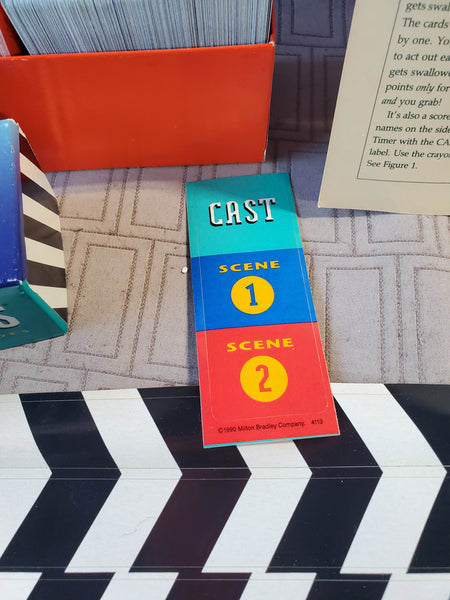 gets swal
The cards
by one. Yo
to act out ea
gets swallowe
points only for
and you grab!
It's also a score
names on the side
Timer with the CA
label. Use the crayo
See Figure 1.
CAST
SCENE
1
SCENE
2
©1990 Milton Bradley Company. 4113